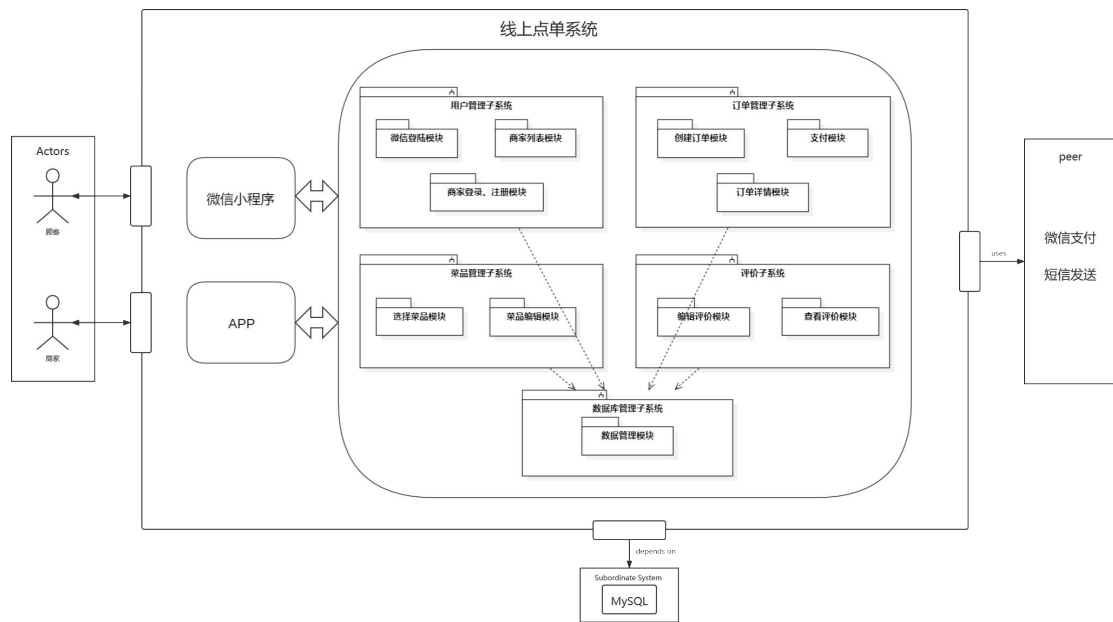 线上点单系统
Actors
顾客
商家
微信小程序
APP
用户管理子系统
微信登陆模块
商家列表模块
商家登录、注册模块
订单管理子系统
创建订单模块
支付模块
订单详情模块
菜品管理子系统
选择菜品模块
菜品编辑模块
评价子系统
编辑评价模块
查看评价模块
数据库管理子系统
数据管理模块
uses
peer
微信支付
短信发送
depends on
Subordinate System
MySQL